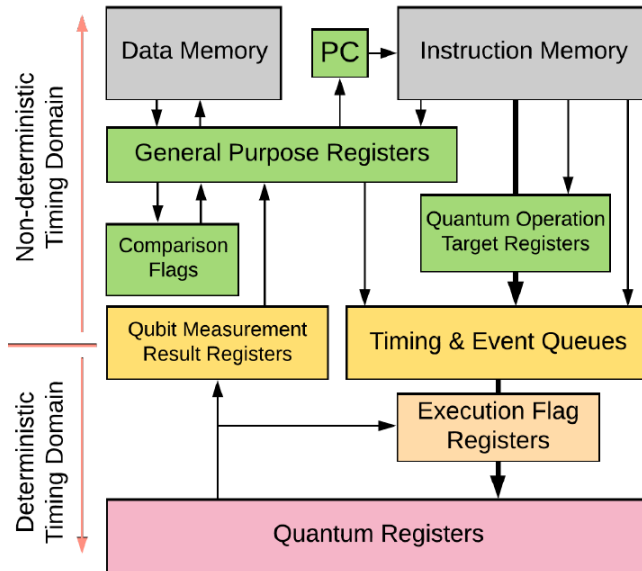 Non-deterministic
Timing Domain
Deterministic
Timing Domain
Data Memory
PC
Instruction Memory
General Purpose Registers
Comparison
Flags
Quantum Operation
Target Registers
Qubit Measurement
Result Registers
Timing & Event Queues
Execution Flag
Registers
Quantum Registers